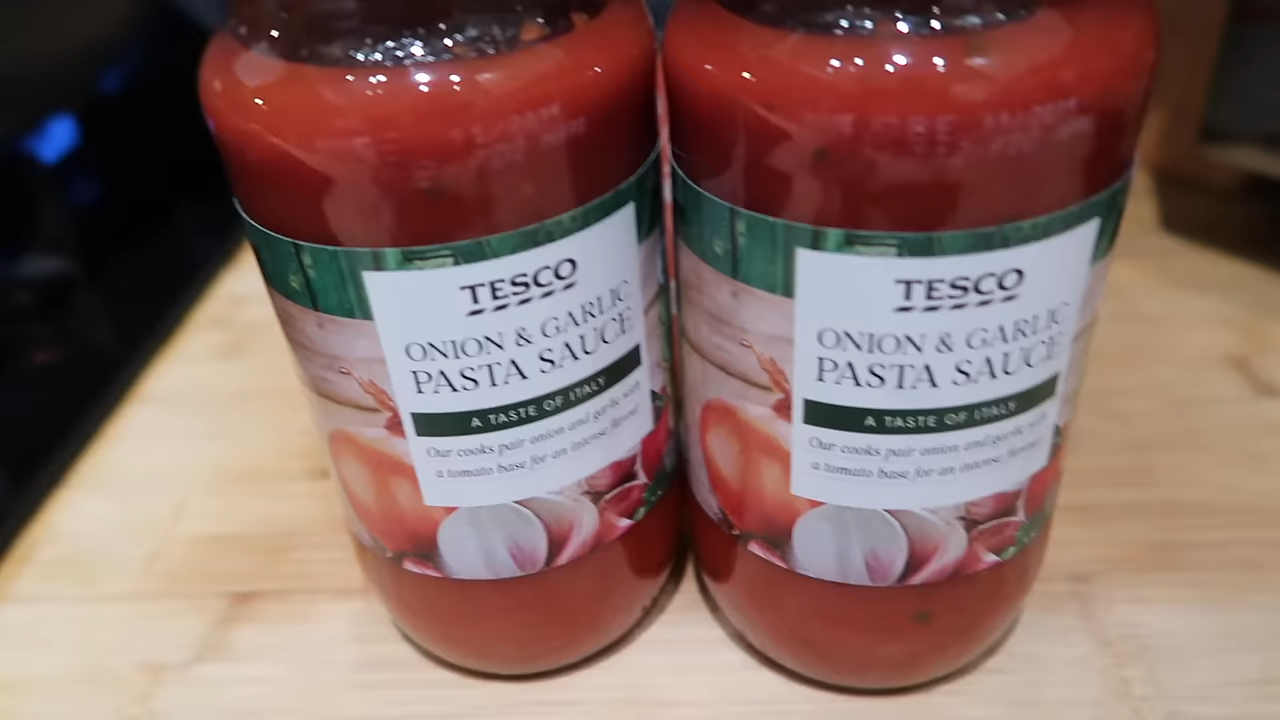 TESCO
ONION & GARLIC
PASTA SAUCE
A TASTE OF ITALY
Our cooks pair onion and garlic with
a tomato base for an intense flavour
TESCO
ONION & GARLIC
PASTA SAUCE
A TASTE OF ITALY
Our cooks pair onion and garlic with
a tomato base for an intense flavour